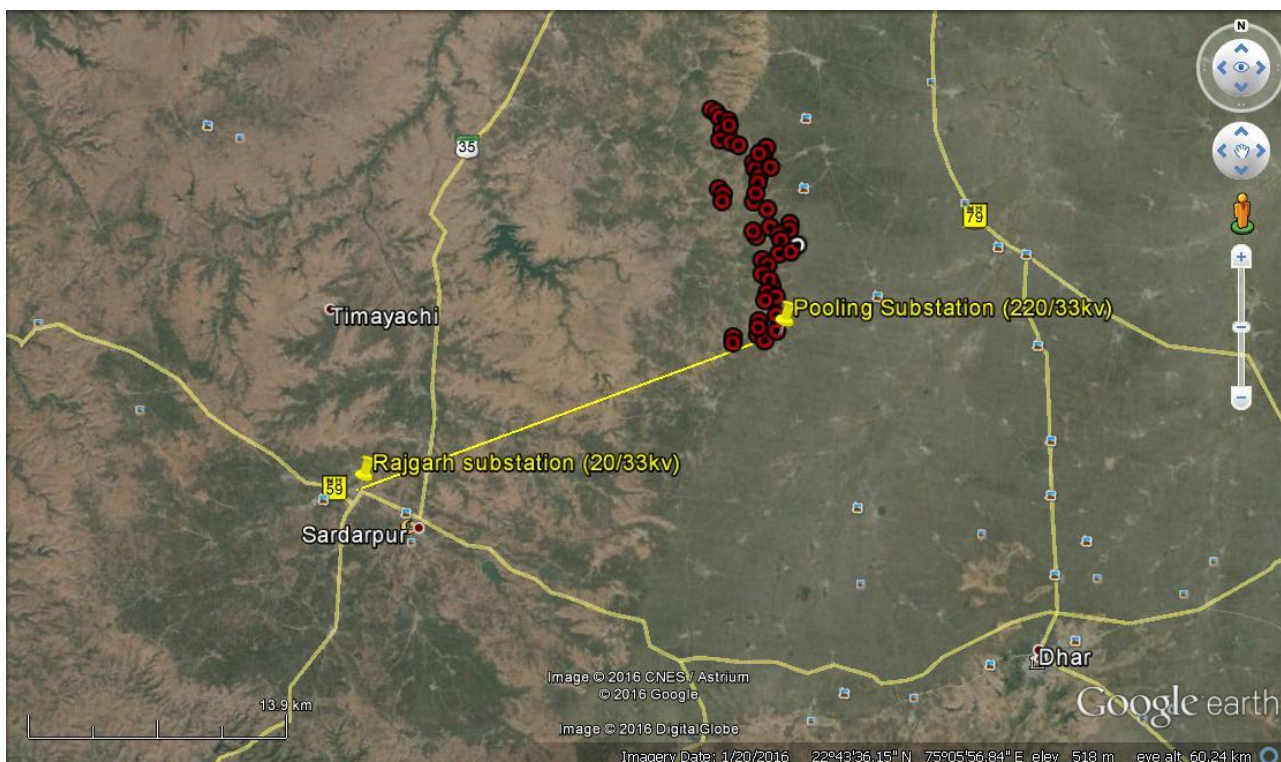 N
35
79
Pooling Substation (220/33kv)
Timayachi
Rajgarh substation (20/33kv)
59
Sardarpur
Dhar
Image © 2016 CNES / Astrium
© 2016 Google
13.9 km
Google earth
Image © 2016 DigitalGlobe
Imagery Date: 1/20/2016 22°43'36.15" N 75°05'56.84" E elev 518 m eye alt 60.24 km